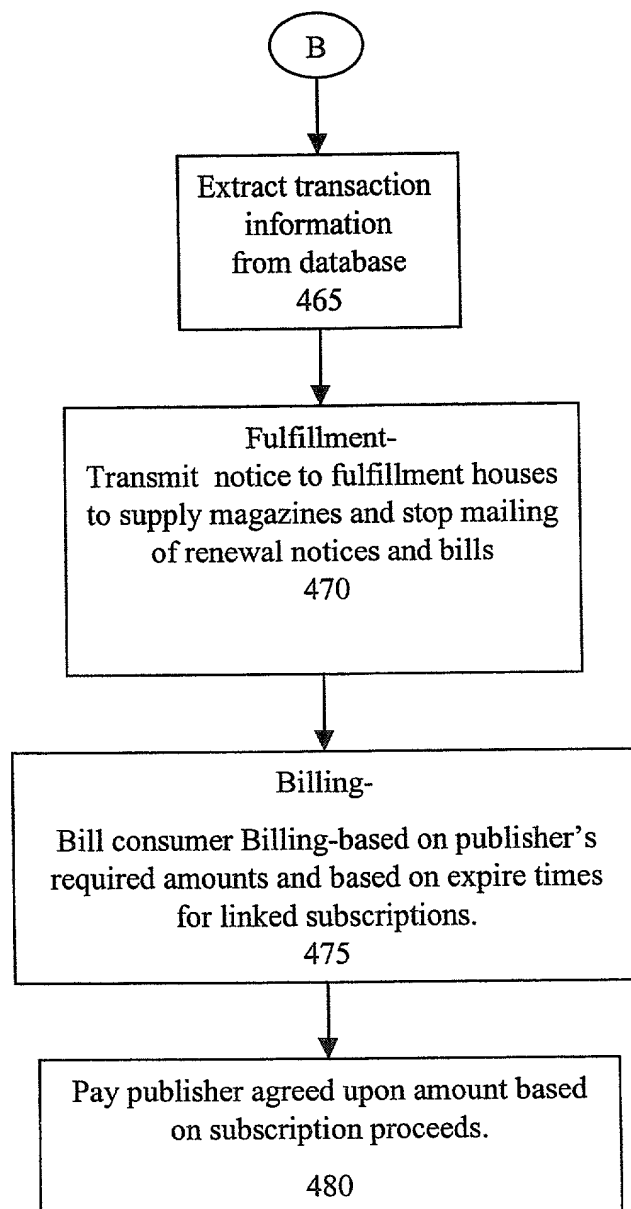 B
Extract transaction
information
from database
465
Fulfillment-
Transmit notice to fulfillment houses
to supply magazines and stop mailing
of renewal notices and bills
470
Billing-
Bill consumer Billing-based on publisher's
required amounts and based on expire times
for linked subscriptions.
475
Pay publisher agreed upon amount based
on subscription proceeds.
480